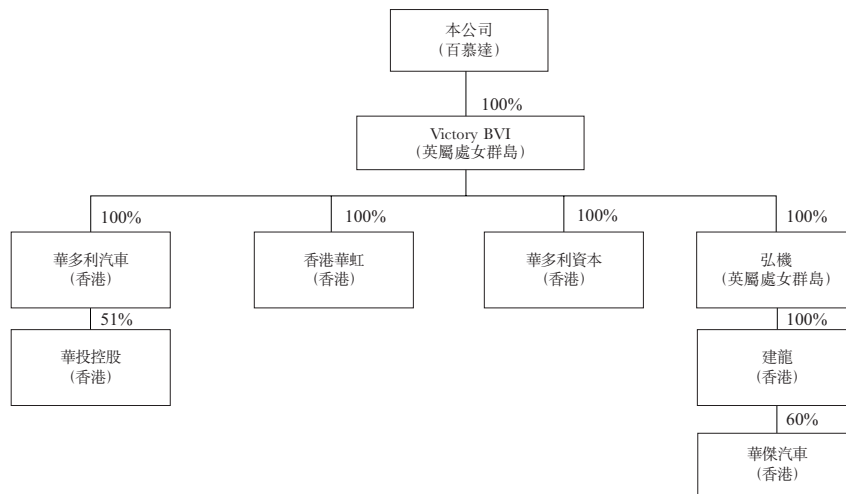 本公司
(百慕達)
100%
Victory BVI
(英屬處女群島)
100%
100%
100%
100%
華多利汽車
(香港)
香港華虹
(香港)
華多利資本
(香港)
弘機
(英屬處女群島)
51%
100%
華投控股
(香港)
建龍
(香港)
60%
華傑汽車
(香港)